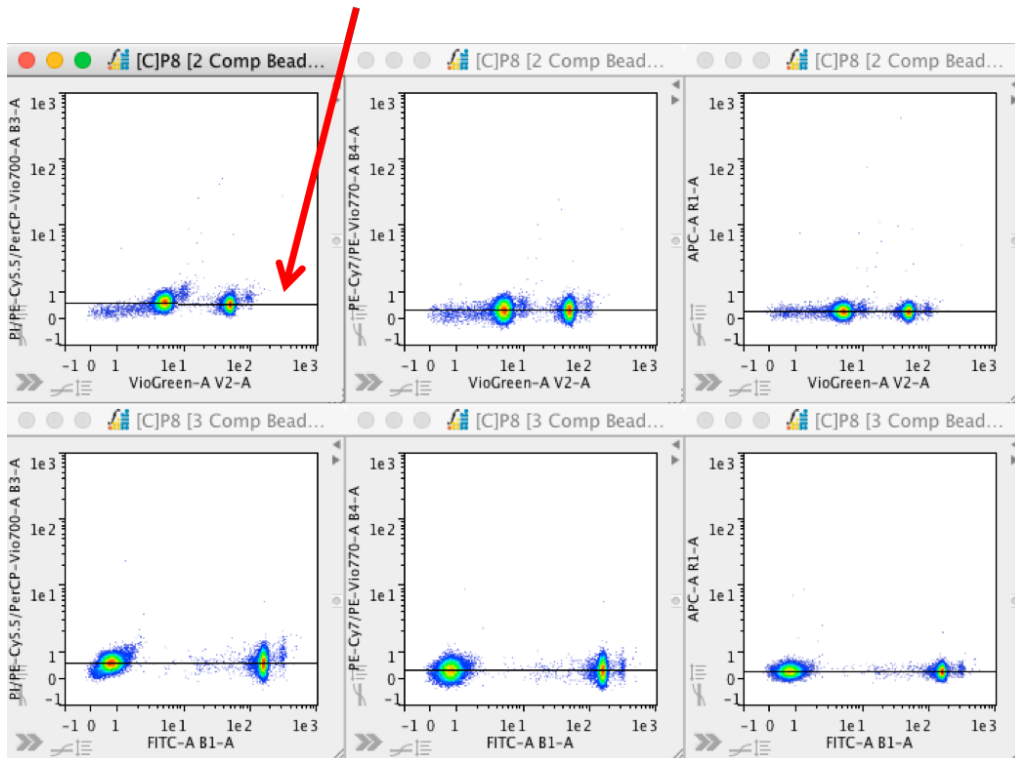 [C]P8 [2 Comp Bead...
[C]P8 [2 Comp Bead...
[C]P8 [2 Comp Bead...
PI/PE-Cy5.5/PerCP-Vio700-A B3-A
1e3
1e2
1e1
1
0
-1
-1 0 1 1e1 1e2 1e3
VioGreen-A V2-A
PE-Cy7/PE-Vio770-A B4-A
1e3
1e2
1e1
1
0
-1
-1 0 1 1e1 1e2 1e3
VioGreen-A V2-A
APC-A R1-A
1e3
1e2
1e1
1
0
-1
-1 0 1 1e1 1e2 1e3
VioGreen-A V2-A
[C]P8 [3 Comp Bead...
[C]P8 [3 Comp Bead...
[C]P8 [3 Comp Bead...
PI/PE-Cy5.5/PerCP-Vio700-A B3-A
1e3
1e2
1e1
1
0
-1
-1 0 1 1e1 1e2 1e3
FITC-A B1-A
PE-Cy7/PE-Vio770-A B4-A
1e3
1e2
1e1
1
0
-1
-1 0 1 1e1 1e2 1e3
FITC-A B1-A
APC-A R1-A
1e3
1e2
1e1
1
0
-1
-1 0 1 1e1 1e2 1e3
FITC-A B1-A